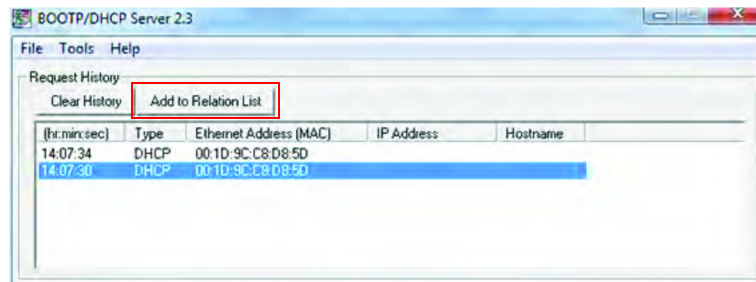 BOOTP/DHCP Server 2.3
File Tools Help
Request History
Clear History Add to Relation List
(hr:min:sec) Type Ethernet Address (MAC) IP Address Hostname
14:07:34 DHCP 00:1D:9C:C8:D8:5D
14:07:30 DHCP 00:1D:9C:C8:D8:5D